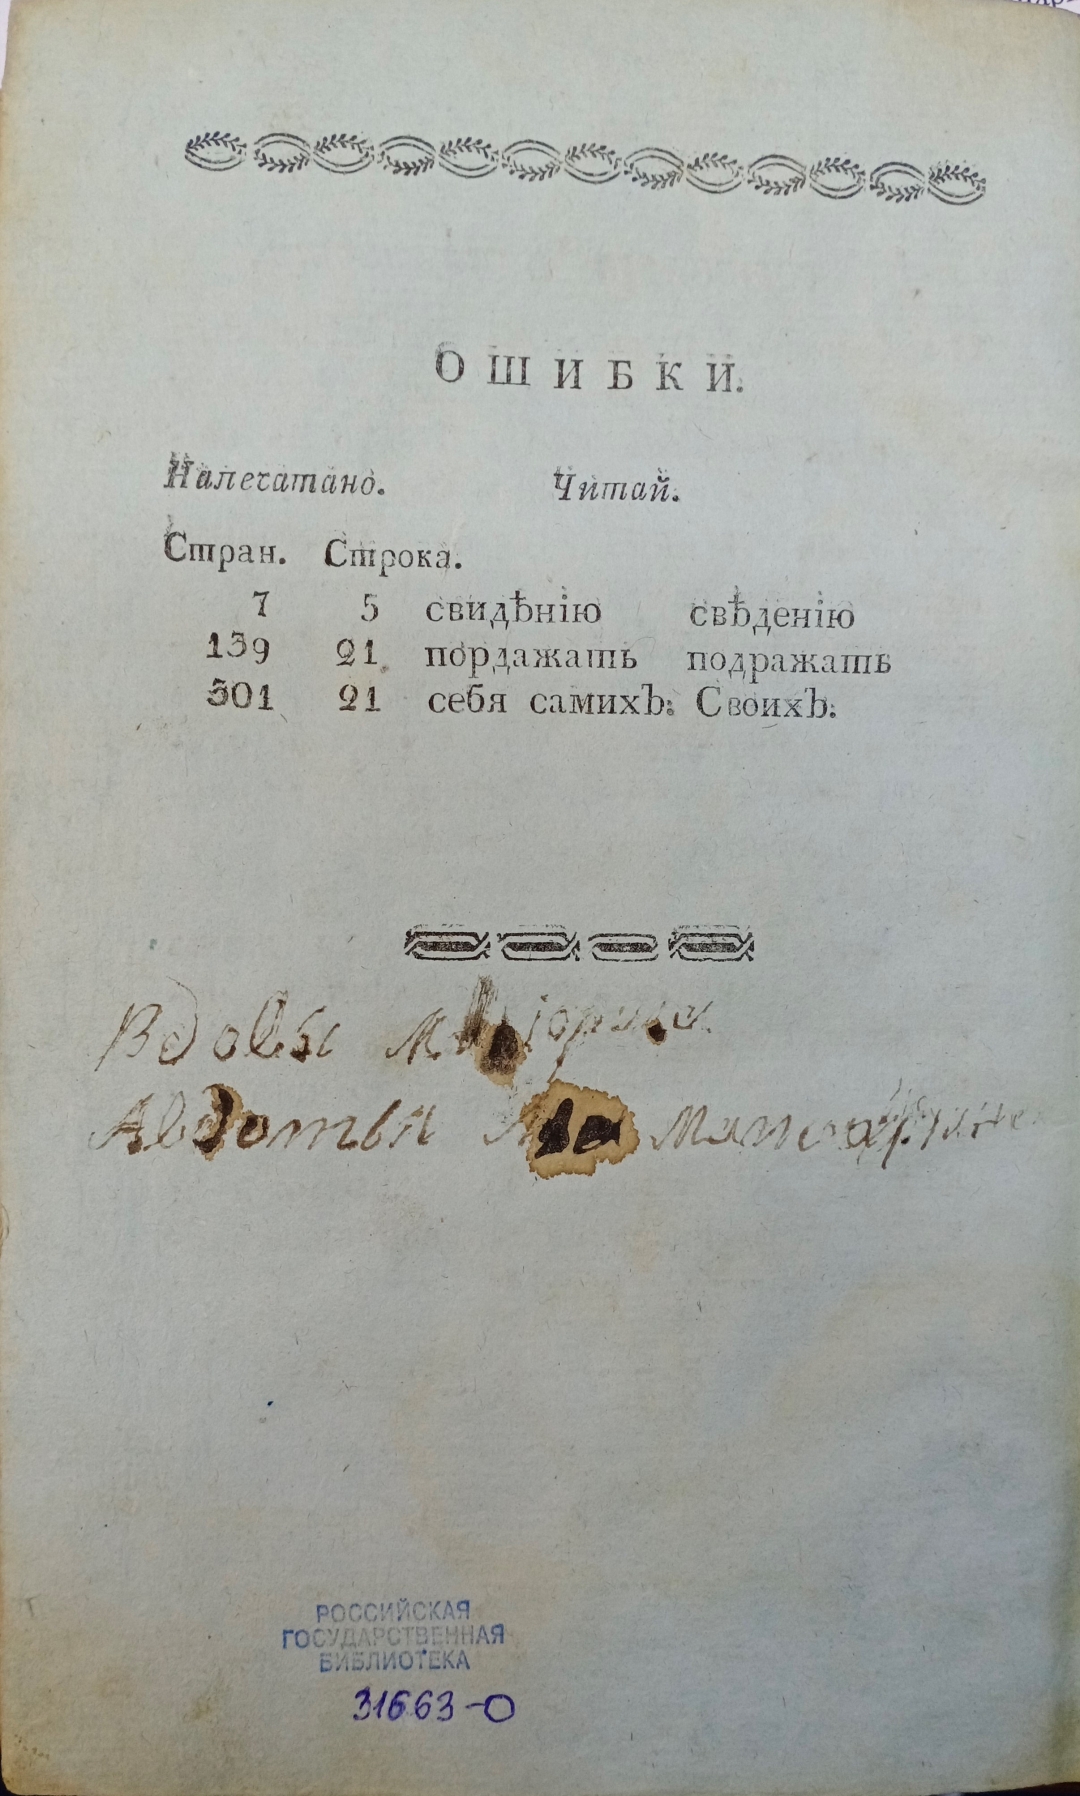 ОШИБКИ.
Напечатано. Читай.
Стран. Строка.
7 5 свидѣнію свѣденію
139 21 пордажать подражать
301 21 себя самихъ: Своихъ:
Вдовы
Авдотьи
РОССИЙСКАЯ
ГОСУДАРСТВЕННАЯ
БИБЛИОТЕКА
31663-О